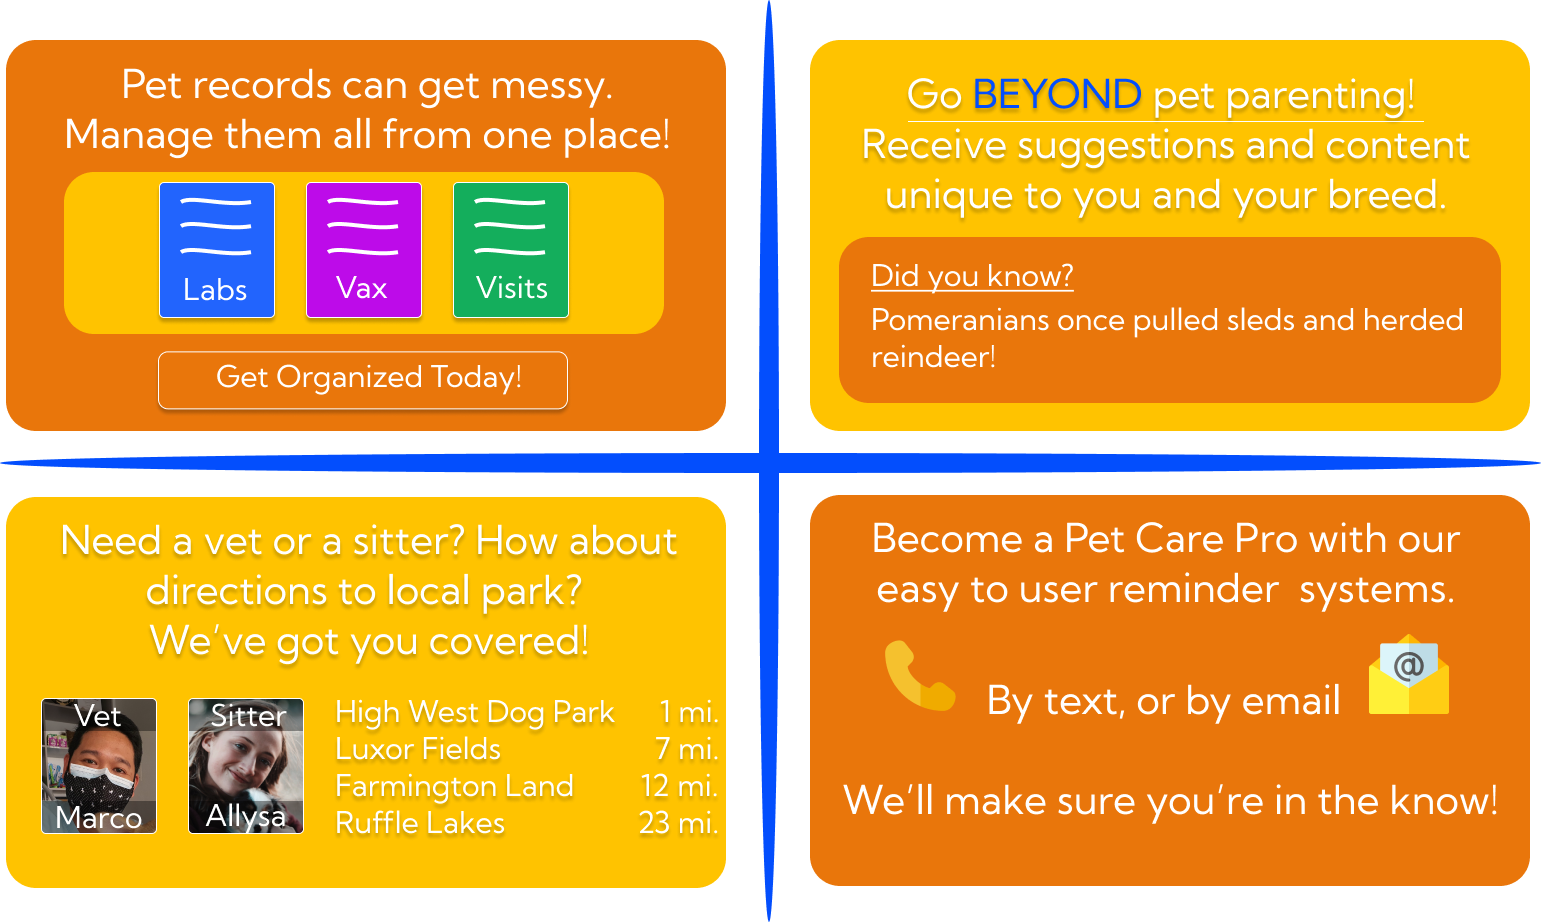 Pet records can get messy.
Manage them all from one place!
Labs
Vax
Visits
Get Organized Today!
Go BEYOND pet parenting!
Receive suggestions and content
unique to you and your breed.
Did you know?
Pomeranians once pulled sleds and herded
reindeer!
Need a vet or a sitter? How about
directions to local park?
We’ve got you covered!
Vet
Marco
Sitter
Allysa
High West Dog Park 1 mi.
Luxor Fields 7 mi.
Farmington Land 12 mi.
Ruffle Lakes 23 mi.
Become a Pet Care Pro with our
easy to user reminder systems.
@
By text, or by email
We’ll make sure you’re in the know!